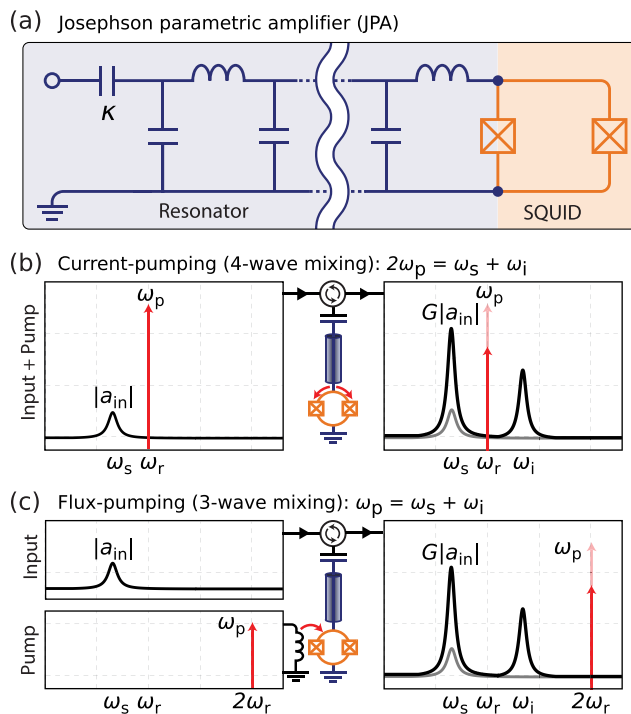 (a) Josephson parametric amplifier (JPA)
κ
Resonator
SQUID
(b) Current-pumping (4-wave mixing): 2ωp = ωs + ωi
Input + Pump
ωp
|ain|
ωs ωr
ωp
G|ain|
ωs ωr ωi
(c) Flux-pumping (3-wave mixing): ωp = ωs + ωi
Input
|ain|
Pump
ωp
ωs ωr 2ωr
G|ain|
ωp
ωs ωr ωi 2ωr